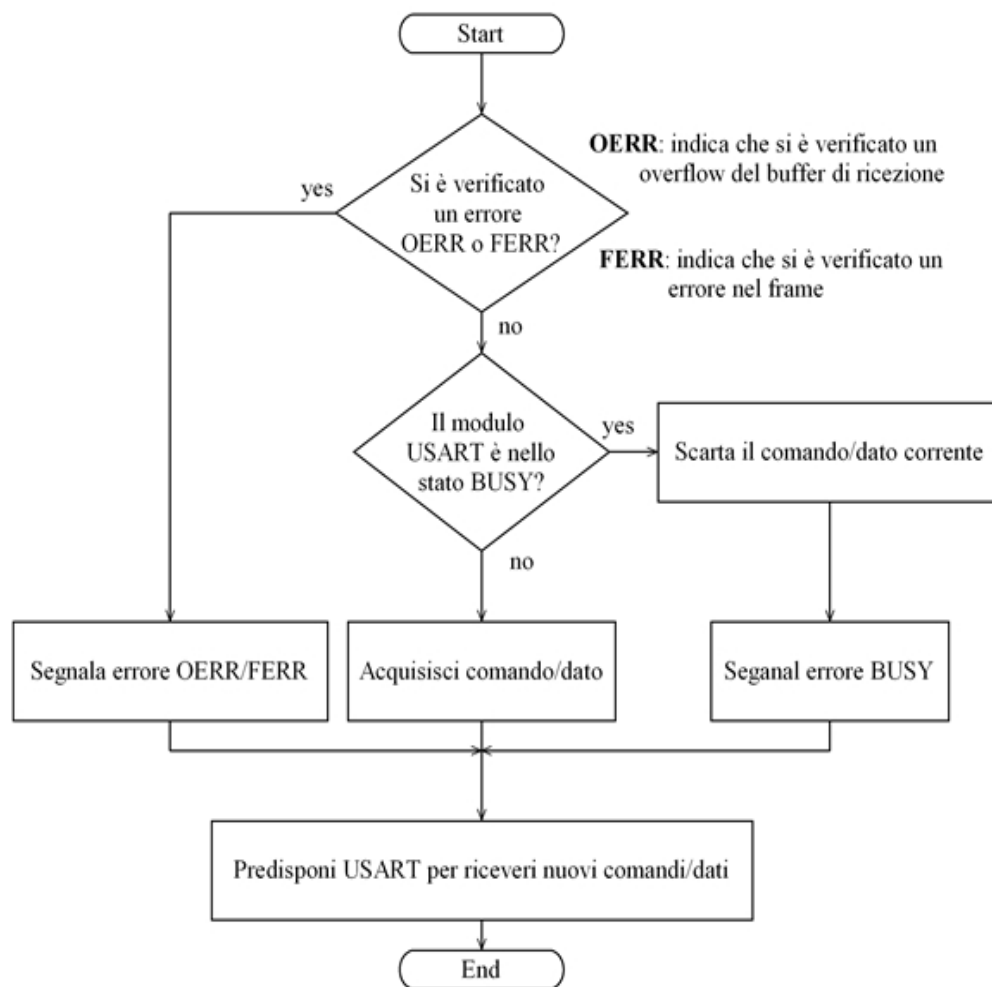 Start
Si è verificato
un errore
OERR o FERR?
yes
OERR: indica che si è verificato un
overflow del buffer di ricezione
FERR: indica che si è verificato un
errore nel frame
no
Il modulo
USART è nello
stato BUSY?
yes
Scarta il comando/dato corrente
no
Segnala errore OERR/FERR
Acquisisci comando/dato
Seganal errore BUSY
Predisponi USART per riceveri nuovi comandi/dati
End